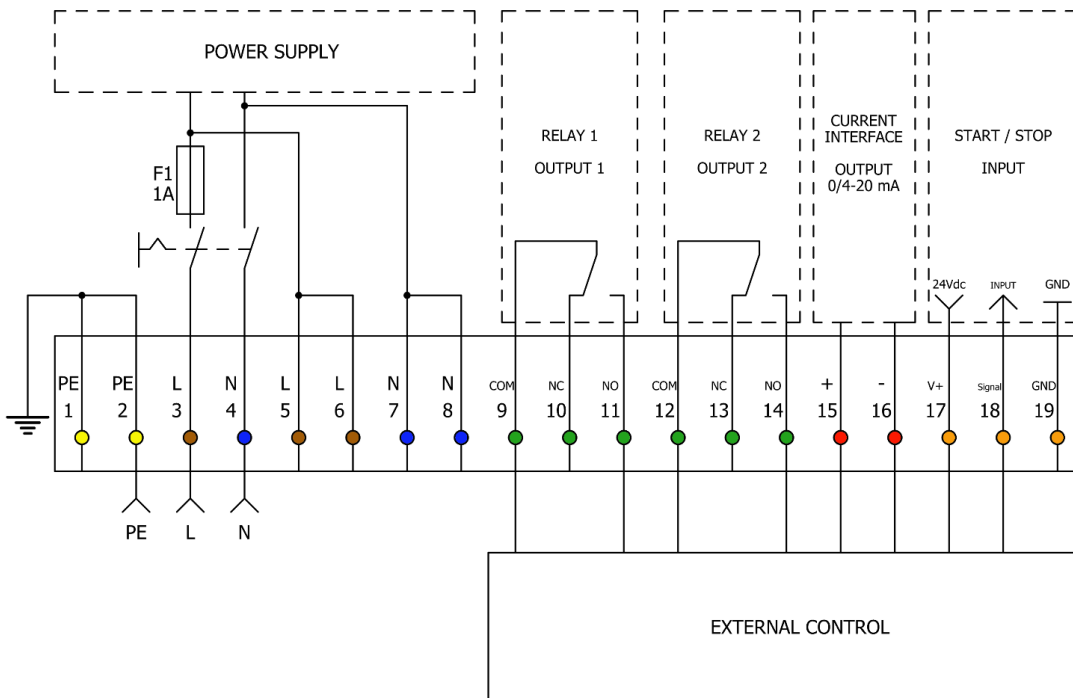 POWER SUPPLY
RELAY 1
OUTPUT 1
RELAY 2
OUTPUT 2
CURRENT
INTERFACE
OUTPUT
0/4-20 mA
START / STOP
INPUT
F1
1A
24Vdc
INPUT
GND
PE
1
PE
2
L
3
N
4
L
5
L
6
N
7
N
8
COM
9
NC
10
NO
11
COM
12
NC
13
NO
14
+
15
-
16
V+
17
Signal
18
GND
19
PE
L
N
EXTERNAL CONTROL